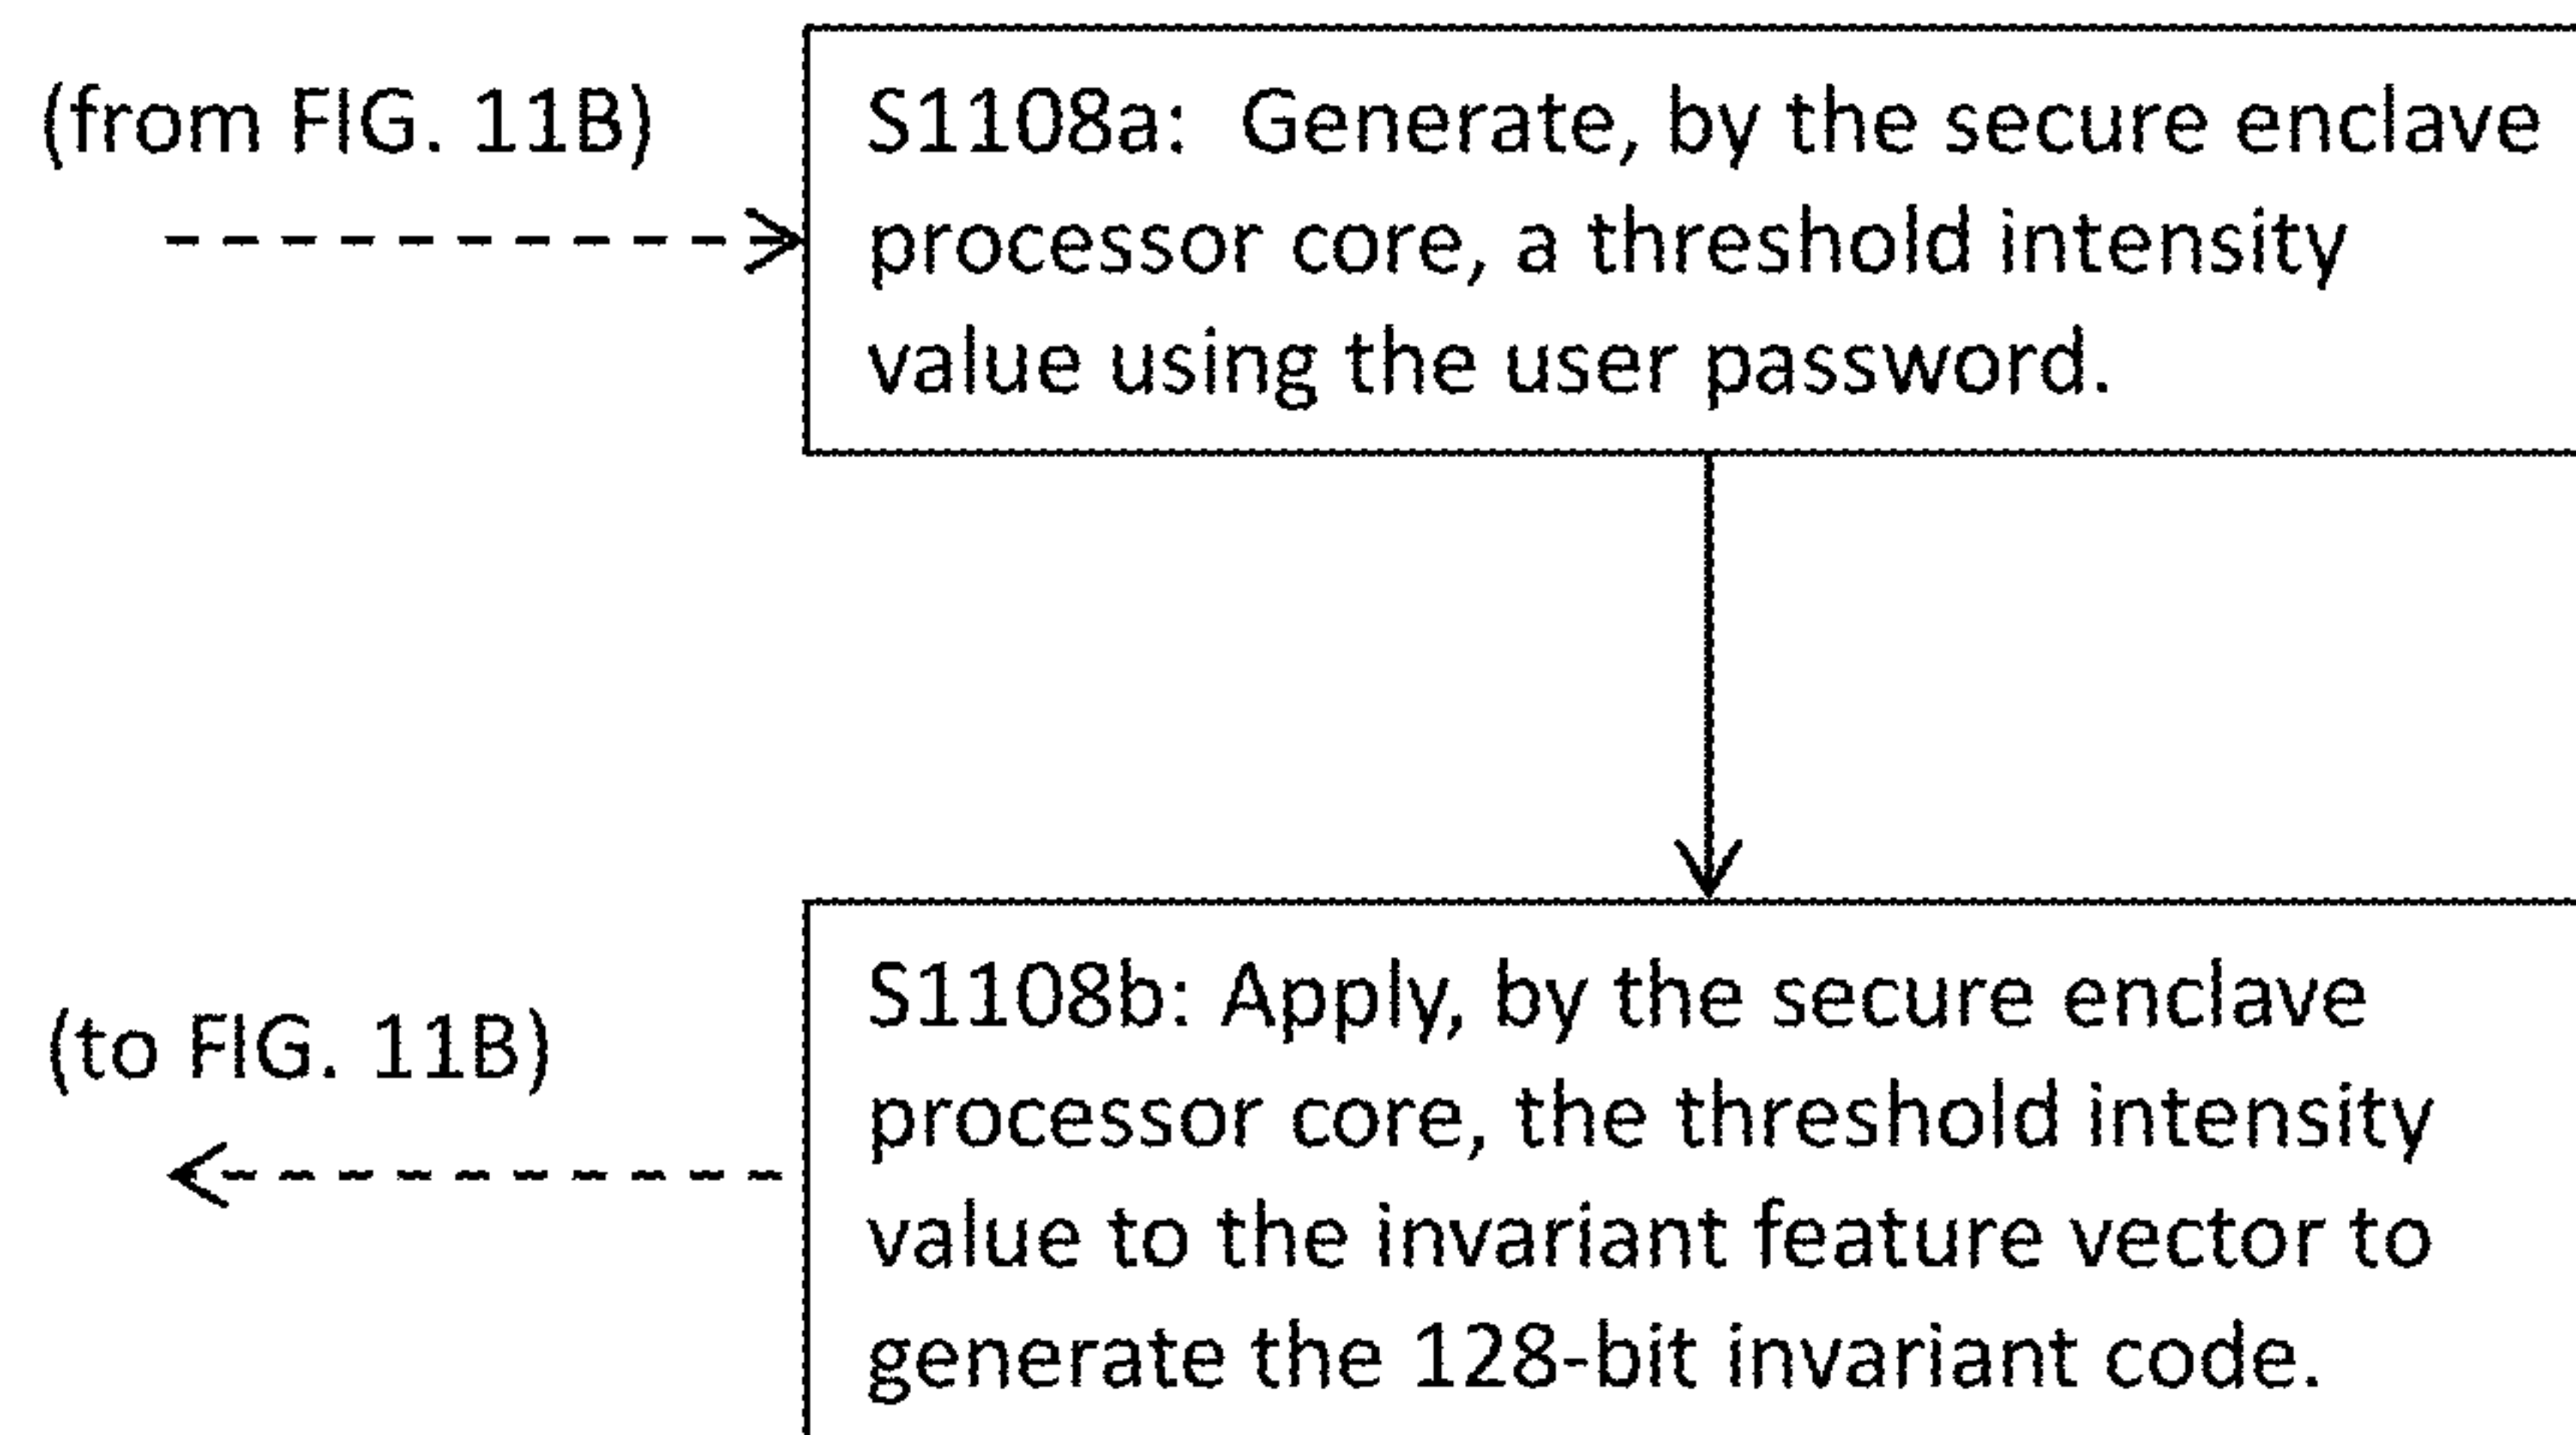 (from FIG. 11B)
S1108a: Generate, by the secure enclave
processor core, a threshold intensity
value using the user password.
S1108b: Apply, by the secure enclave
(to FIG. 11B)
processor core, the threshold intensity
value to the invariant feature vector to
generate the 128-bit invariant code.